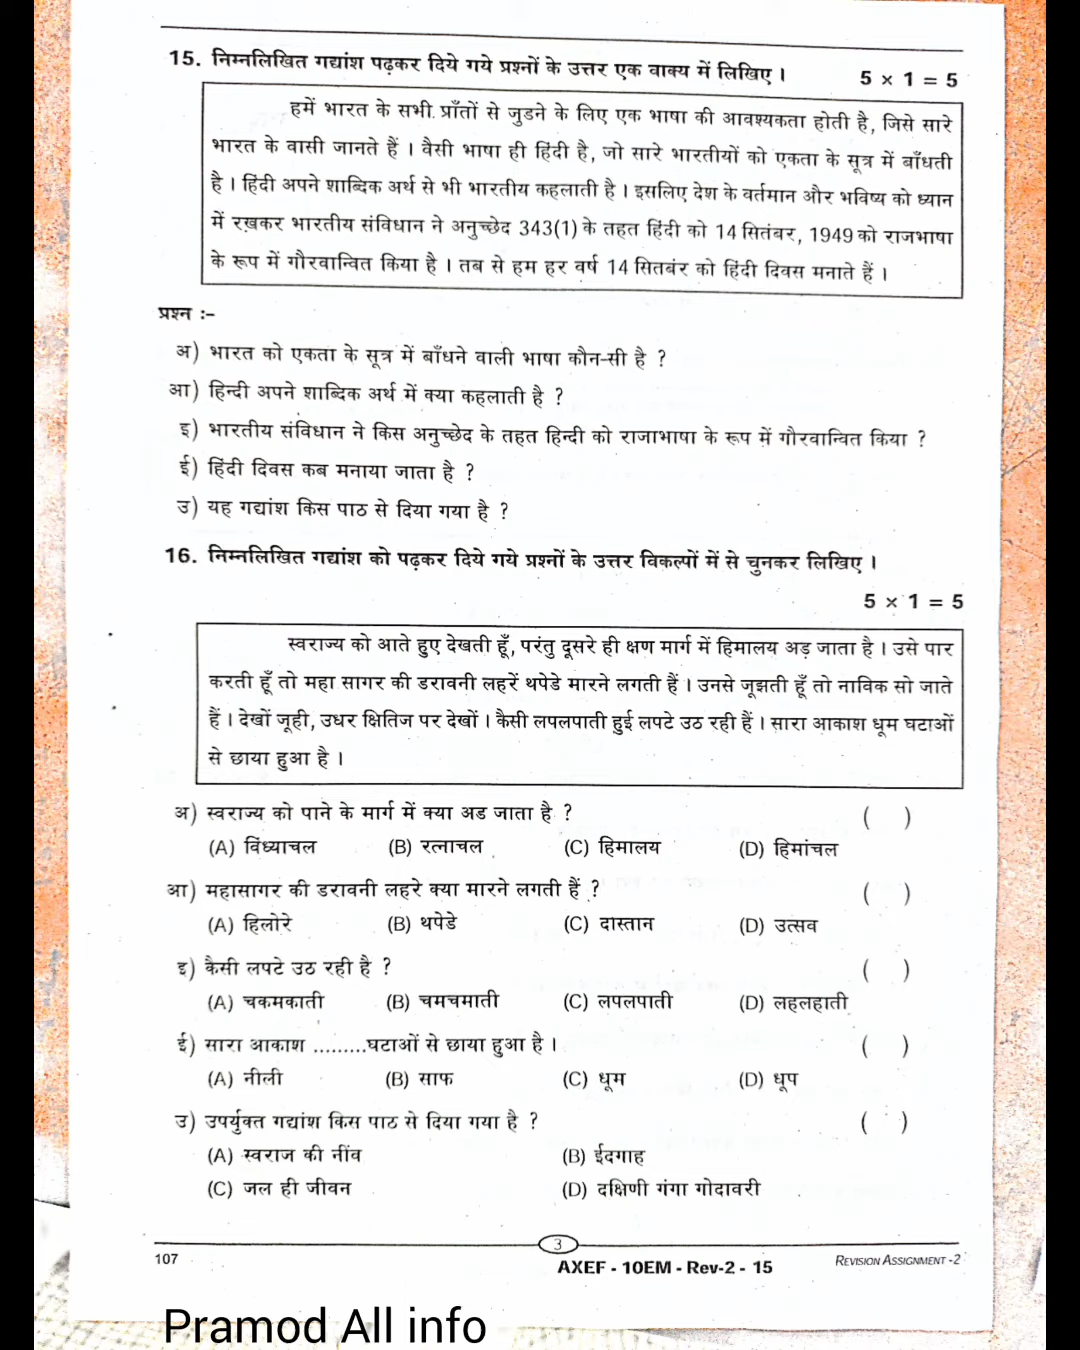 15. निम्नलिखित गद्यांश पढ़कर दिये गये प्रश्नों के उत्तर एक वाक्य में लिखिए ।
5 × 1 = 5
हमें भारत के सभी प्राँतों से जुडने के लिए एक भाषा की आवश्यकता होती है, जिसे सारे
भारत के वासी जानते हैं । वैसी भाषा ही हिंदी है, जो सारे भारतीयों को एकता के सूत्र में बाँधती
है । हिंदी अपने शाब्दिक अर्थ से भी भारतीय कहलाती है । इसलिए देश के वर्तमान और भविष्य को ध्यान
में रखकर भारतीय संविधान ने अनुच्छेद 343(1) के तहत हिंदी को 14 सितंबर, 1949 को राजभाषा
के रूप में गौरवान्वित किया है । तब से हम हर वर्ष 14 सितबंर को हिंदी दिवस मनाते हैं ।
प्रश्न :-
अ) भारत को एकता के सूत्र में बाँधने वाली भाषा कौन-सी है ?
आ) हिन्दी अपने शाब्दिक अर्थ में क्या कहलाती है ?
इ) भारतीय संविधान ने किस अनुच्छेद के तहत हिन्दी को राजाभाषा के रूप में गौरवान्वित किया ?
ई) हिंदी दिवस कब मनाया जाता है ?
उ) यह गद्यांश किस पाठ से दिया गया है ?
16. निम्नलिखित गद्यांश को पढ़कर दिये गये प्रश्नों के उत्तर विकल्पों में से चुनकर लिखिए ।
5 × 1 = 5
स्वराज्य को आते हुए देखती हूँ, परंतु दूसरे ही क्षण मार्ग में हिमालय अड़ जाता है । उसे पार
करती हूँ तो महा सागर की डरावनी लहरें थपेडे मारने लगती हैं । उनसे जूझती हूँ तो नाविक सो जाते
हैं । देखों जूही, उधर क्षितिज पर देखों । कैसी लपलपाती हुई लपटे उठ रही हैं । सारा आकाश धूम घटाओं
से छाया हुआ है ।
अ) स्वराज्य को पाने के मार्ग में क्या अड जाता है ? ( )
(A) विंध्याचल (B) रत्नाचल (C) हिमालय (D) हिमांचल
आ) महासागर की डरावनी लहरे क्या मारने लगती हैं ? ( )
(A) हिलोरे (B) थपेडे (C) दास्तान (D) उत्सव
इ) कैसी लपटे उठ रही है ? ( )
(A) चकमकाती (B) चमचमाती (C) लपलपाती (D) लहलहाती
ई) सारा आकाश .........घटाओं से छाया हुआ है । ( )
(A) नीली (B) साफ (C) धूम (D) धूप
उ) उपर्युक्त गद्यांश किस पाठ से दिया गया है ? ( )
(A) स्वराज की नींव (B) ईदगाह
(C) जल ही जीवन (D) दक्षिणी गंगा गोदावरी
3
107 AXEF - 10EM - Rev-2 - 15 REVISION ASSIGNMENT -2
Pramod All info